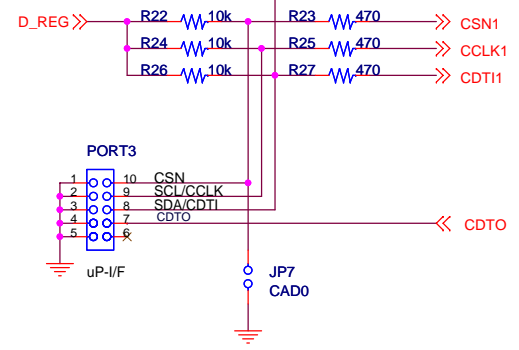 D_REG R22 10k R23 470 CSN1
R24 10k R25 470 CCLK1
R26 10k R27 470 CDTI1
PORT3
1 10 CSN
2 9 SCL/CCLK
3 8 SDA/CDTI
4 7 CDTO CDTO
5 6
uP-I/F JP7
CAD0